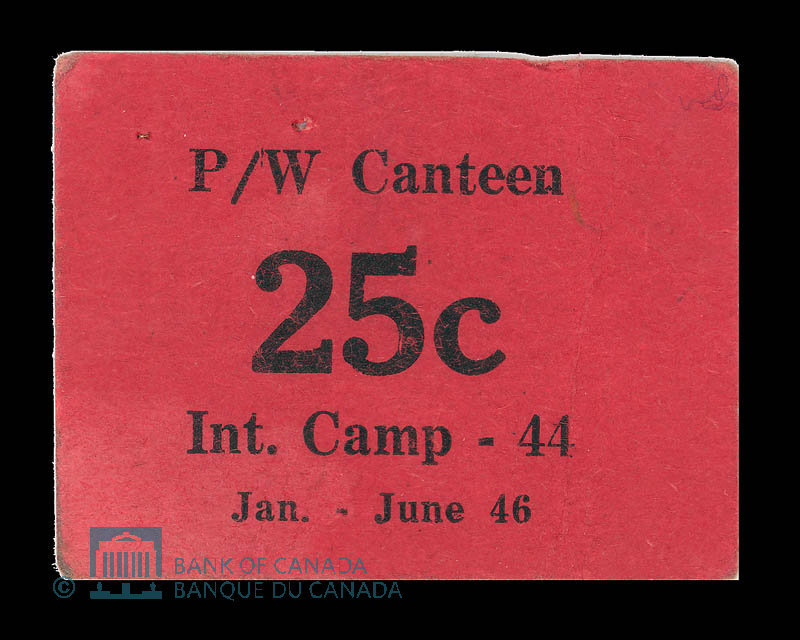 P/W Canteen
25c
Int. Camp - 44
Jan. - June 46
© BANK OF CANADA
BANQUE DU CANADA